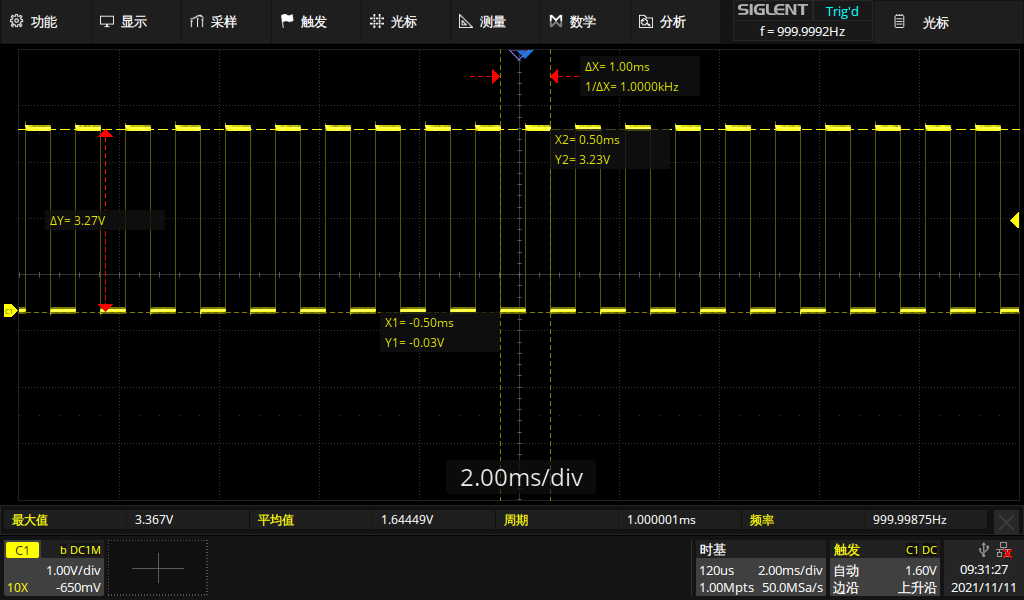 功能 显示 采样 触发 光标 测量 数学 分析 SIGLENT Trig'd 光标
f = 999.9992Hz
ΔX= 1.00ms
1/ΔX= 1.0000kHz
X2= 0.50ms
Y2= 3.23V
ΔY= 3.27V
C1
X1= -0.50ms
Y1= -0.03V
2.00ms/div
最大值 3.367V 平均值 1.64449V 周期 1.000001ms 频率 999.99875Hz
C1 b DC1M
1.00V/div
10X -650mV
时基
120us 2.00ms/div
1.00Mpts 50.0MSa/s
触发 C1 DC
自动 1.60V
边沿 上升沿
09:31:27
2021/11/11